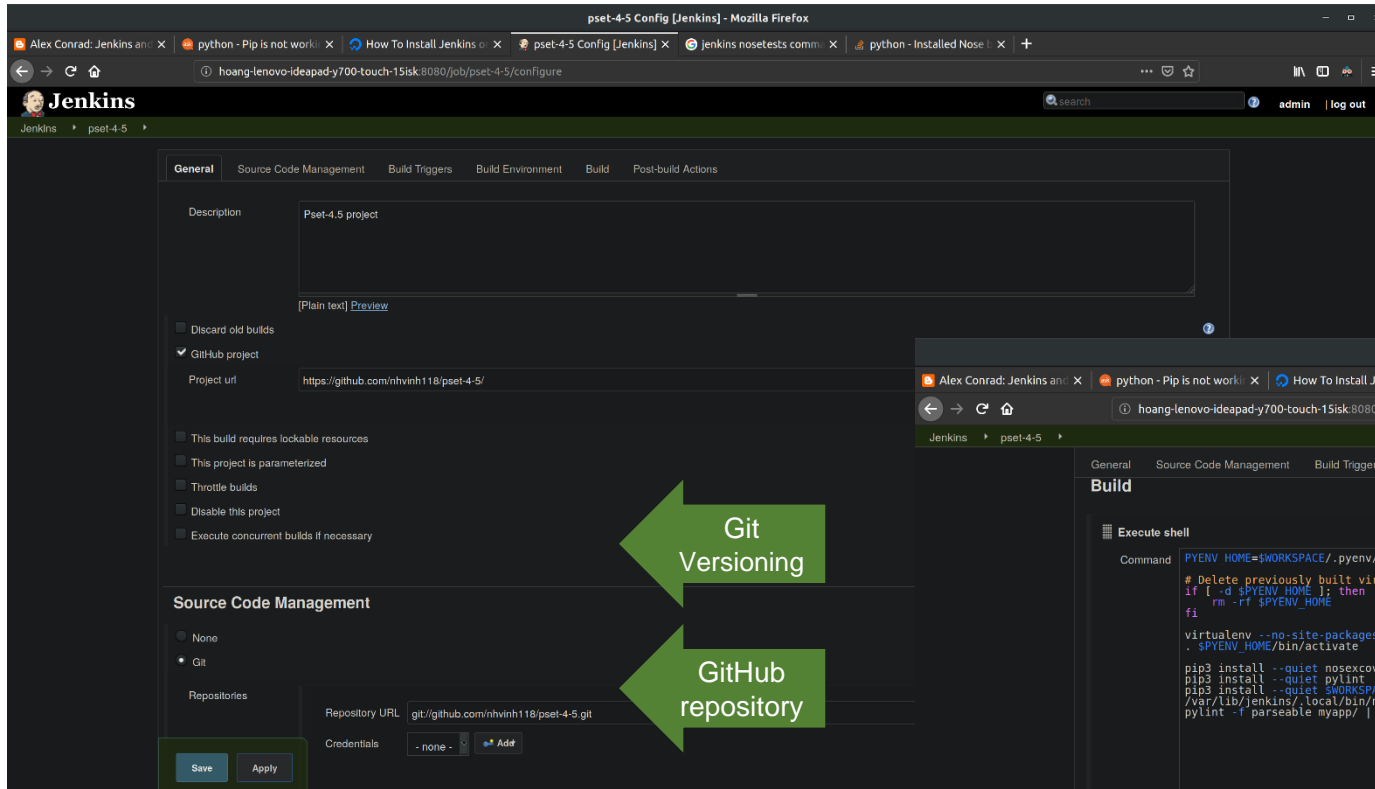 pset-4-5 Config [Jenkins] - Mozilla Firefox
Alex Conrad: Jenkins and
python - Pip is not workin
How To Install Jenkins or
pset-4-5 Config [Jenkins]
jenkins nosetests comma
python - Installed Nose b
hoang-lenovo-ideapad-y700-touch-15isk:8080/job/pset-4-5/configure
Jenkins
search
admin | log out
Jenkins pset-4-5
General Source Code Management Build Triggers Build Environment Build Post-build Actions
Description
Pset-4.5 project
[Plain text] Preview
Discard old builds
GitHub project
Project url
https://github.com/nhvinh118/pset-4-5/
This build requires lockable resources
This project is parameterized
Throttle builds
Disable this project
Execute concurrent builds if necessary
Git
Versioning
Source Code Management
None
Git
GitHub
repository
Repositories
Repository URL git://github.com/nhvinh118/pset-4-5.git
Credentials - none - Add
Save Apply
Alex Conrad: Jenkins and
python - Pip is not workin
How To Install J
hoang-lenovo-ideapad-y700-touch-15isk:8080
Jenkins pset-4-5
General Source Code Management Build Trigger
Build
Execute shell
Command
PYENV_HOME=$WORKSPACE/.pyenv/
# Delete previously built vir
if [ -d $PYENV_HOME ]; then
rm -rf $PYENV_HOME
fi
virtualenv --no-site-packages
. $PYENV_HOME/bin/activate
pip3 install --quiet nosexcov
pip3 install --quiet pylint
pip3 install --quiet $WORKSPA
/var/lib/jenkins/.local/bin/n
pylint -f parseable myapp/ |